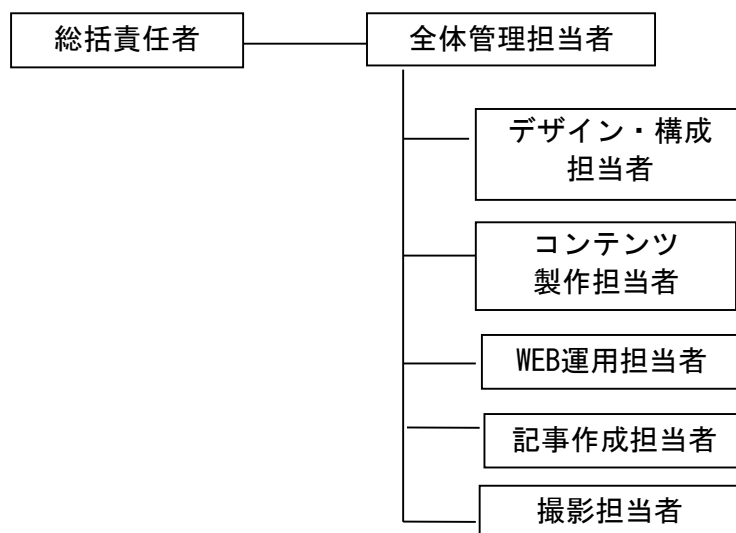 総括責任者
全体管理担当者
デザイン・構成
担当者
コンテンツ
製作担当者
WEB運用担当者
記事作成担当者
撮影担当者